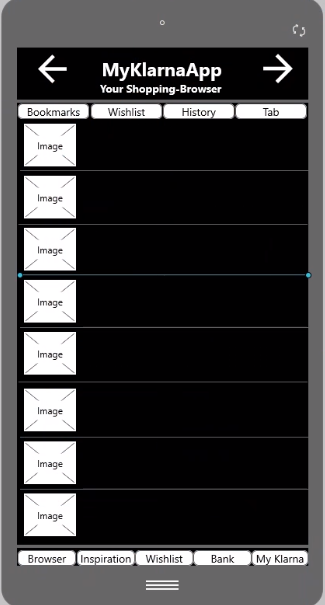 MyKlarnaApp
Your Shopping-Browser
Bookmarks Wishlist History Tab
Image
Image
Image
Image
Image
Image
Image
Image
Browser Inspiration Wishlist Bank My Klarna